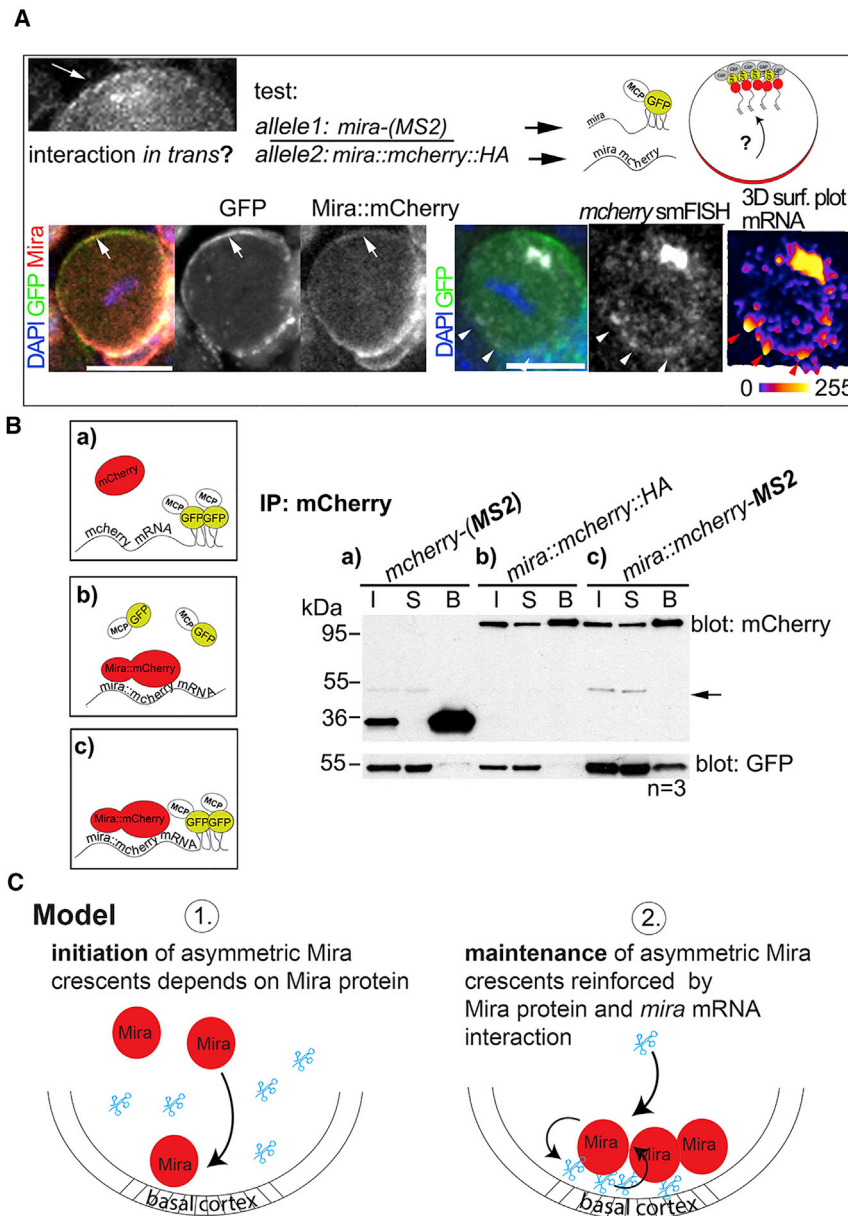 A
test:
allele1: mira-(MS2)
allele2: mira::mcherry::HA
interaction in trans?
MCP
GFP
mira
mira mcherry
GBP GBP GBP GBP
?
GFP
Mira::mCherry
mcherry smFISH
3D surf. plot
mRNA
DAPI GFP Mira
DAPI GFP
0 255
B
a)
mCherry
MCP
MCP
GFP GFP
mcherry mRNA
b)
MCP GFP
MCP GFP
Mira::mCherry
mira::mcherry mRNA
c)
Mira::mCherry
MCP
MCP
GFP GFP
mira::mcherry mRNA
IP: mCherry
a) mcherry-(MS2)
b) mira::mcherry::HA
c) mira::mcherry-MS2
kDa
I S B I S B I S B
95
55
36
blot: mCherry
55
blot: GFP
n=3
C
Model
1.
initiation of asymmetric Mira
crescents depends on Mira protein
Mira
Mira
Mira
basal cortex
2.
maintenance of asymmetric Mira
crescents reinforced by
Mira protein and mira mRNA
interaction
Mira
Mira
Mira
basal cortex